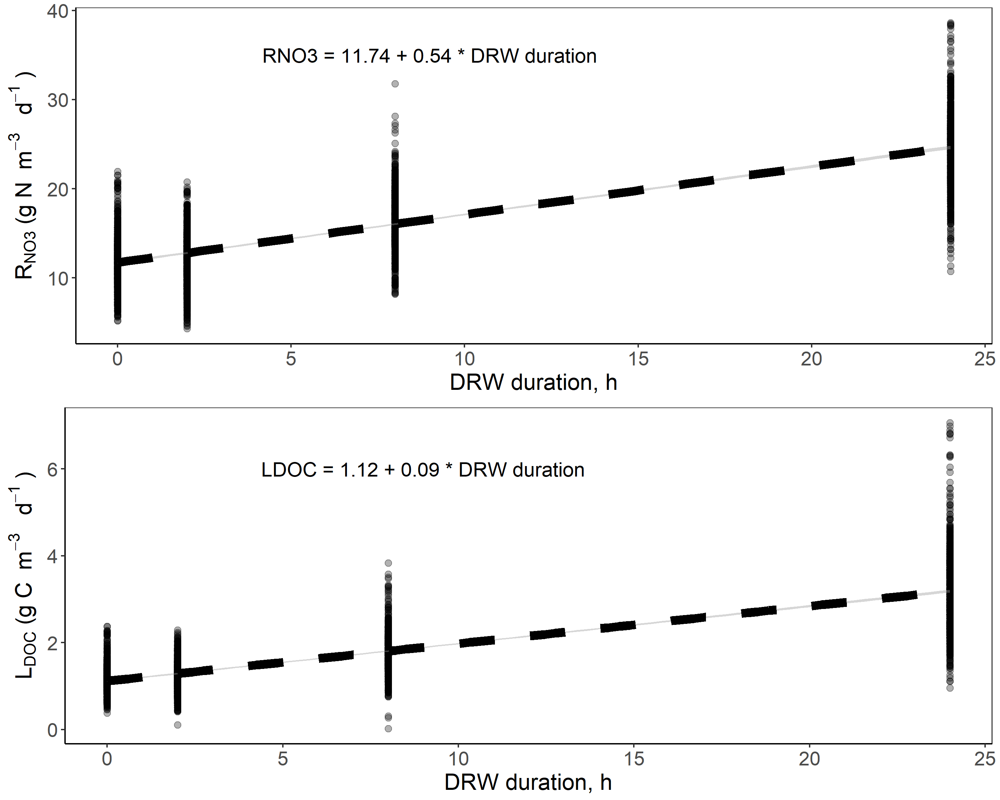 40
30
20
10
R_NO3 (g N m⁻³ d⁻¹)
RNO3 = 11.74 + 0.54 * DRW duration
0 5 10 15 20 25
DRW duration, h
6
4
2
0
L_DOC (g C m⁻³ d⁻¹)
LDOC = 1.12 + 0.09 * DRW duration
0 5 10 15 20 25
DRW duration, h